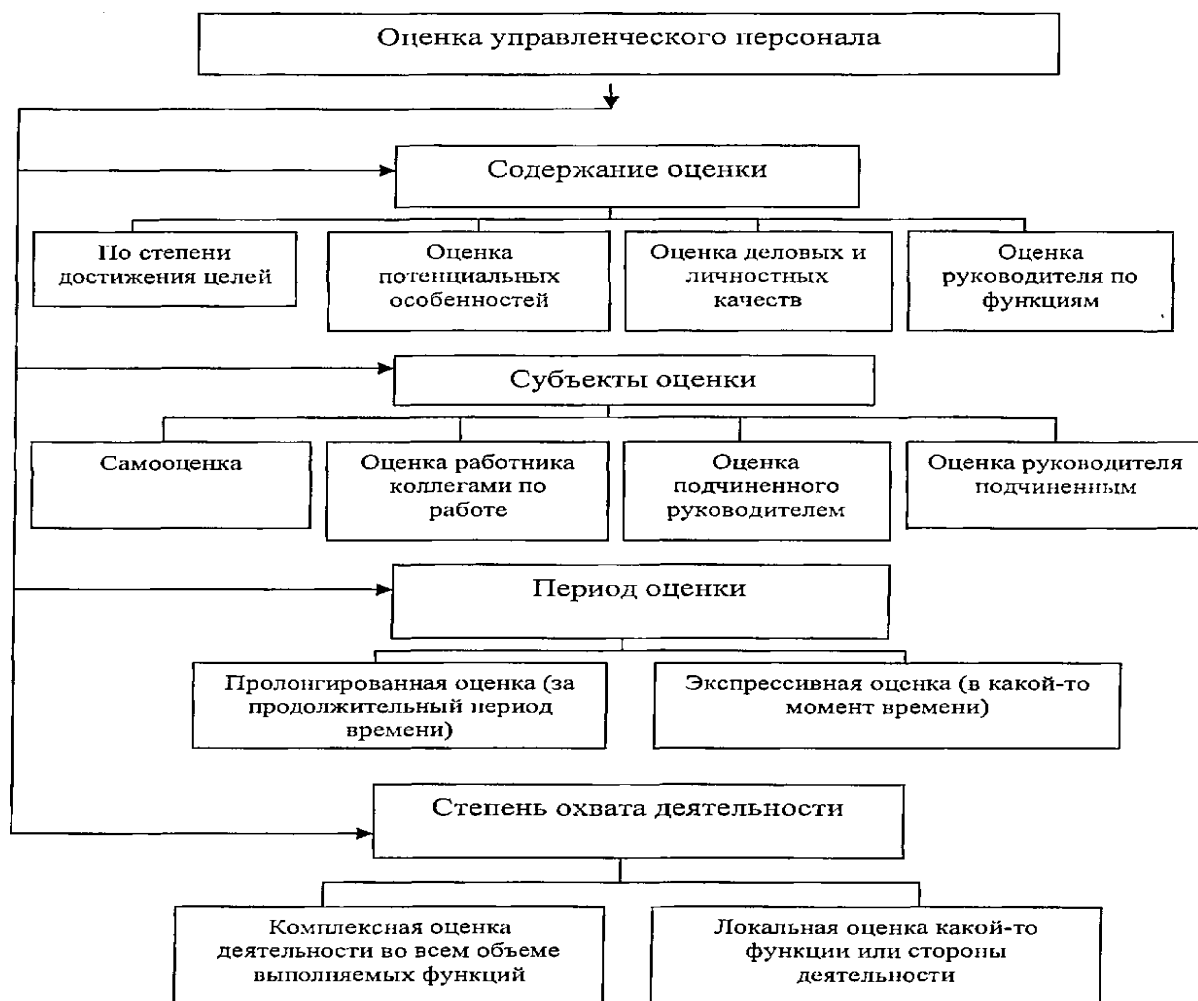 Оценка управленческого персонала
Содержание оценки
По степени
достижения целей
Оценка
потенциальных
особенностей
Оценка деловых и
личностных
качеств
Оценка
руководителя по
функциям
Субъекты оценки
Самооценка
Оценка работника
коллегами по
работе
Оценка
подчиненного
руководителем
Оценка руководителя
подчиненным
Период оценки
Пролонгированная оценка (за
продолжительный период
времени)
Экспрессивная оценка (в какой-то
момент времени)
Степень охвата деятельности
Комплексная оценка
деятельности во всем объеме
выполняемых функций
Локальная оценка какой-то
функции или стороны
деятельности